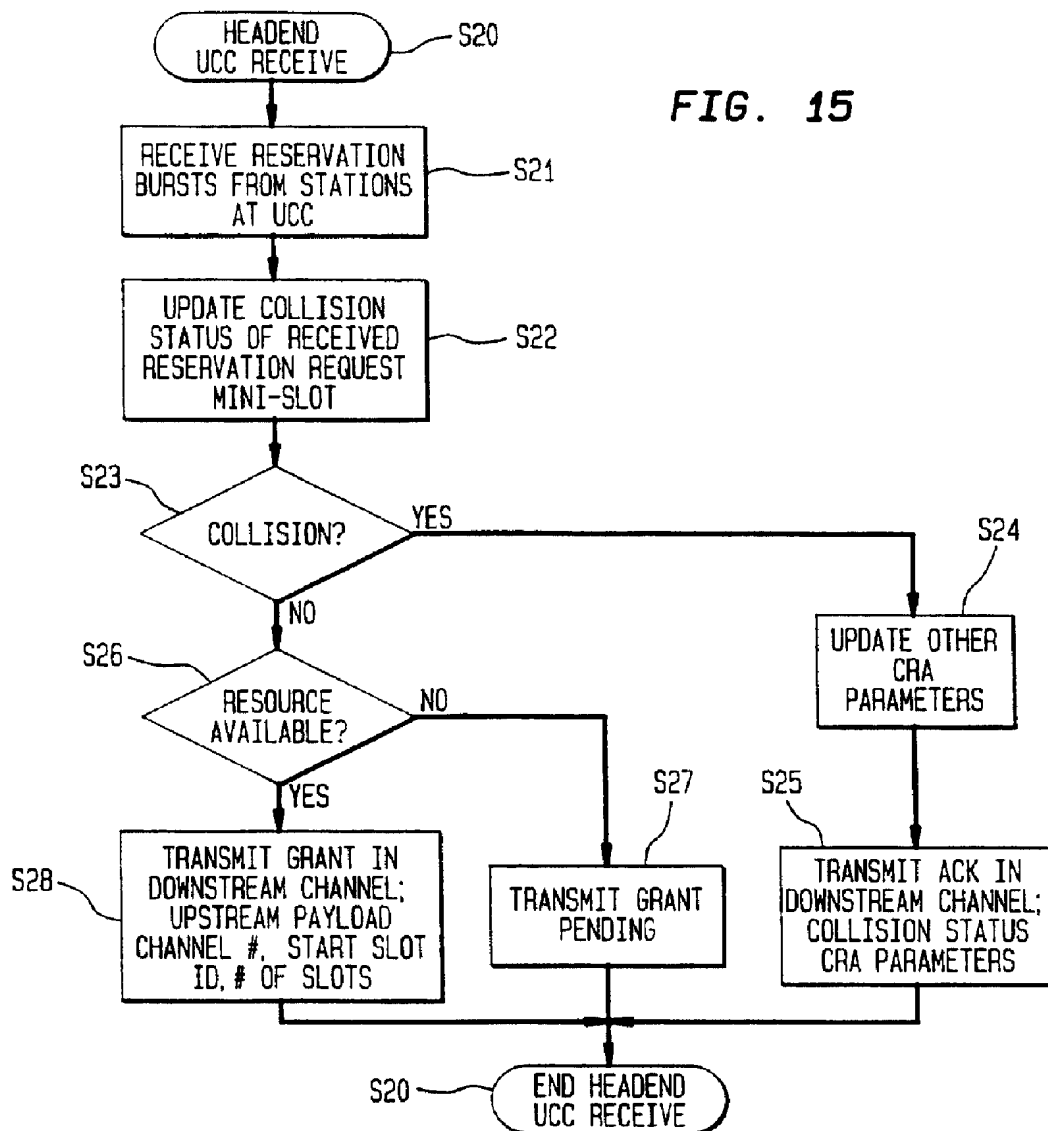 HEADEND
UCC RECEIVE
S20
FIG. 15
RECEIVE RESERVATION
BURSTS FROM STATIONS
AT UCC
S21
UPDATE COLLISION
STATUS OF RECEIVED
RESERVATION REQUEST
MINI-SLOT
S22
S23
COLLISION?
YES
NO
S24
UPDATE OTHER
CRA
PARAMETERS
S26
RESOURCE
AVAILABLE?
NO
YES
S27
S25
S28
TRANSMIT GRANT IN
DOWNSTREAM CHANNEL;
UPSTREAM PAYLOAD
CHANNEL #, START SLOT
ID, # OF SLOTS
TRANSMIT GRANT
PENDING
TRANSMIT ACK IN
DOWNSTREAM CHANNEL;
COLLISION STATUS
CRA PARAMETERS
S20
END HEADEND
UCC RECEIVE